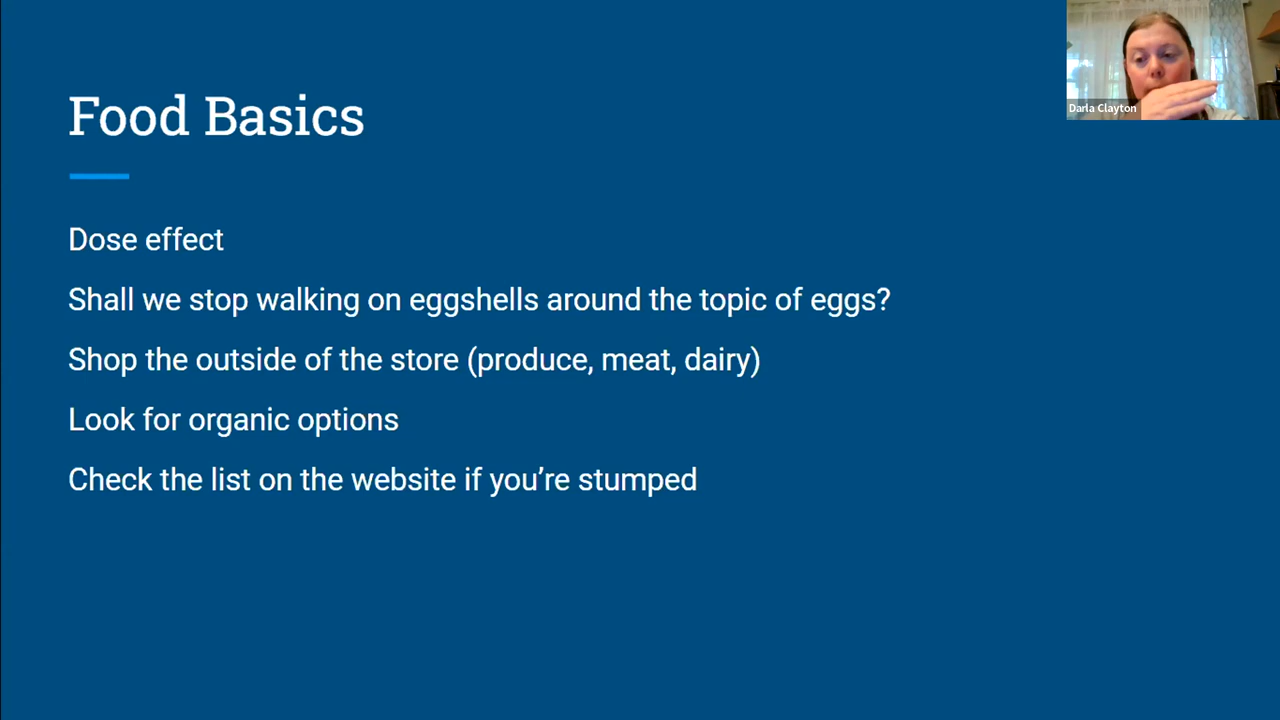 Food Basics
Darla Clayton
Dose effect
Shall we stop walking on eggshells around the topic of eggs?
Shop the outside of the store (produce, meat, dairy)
Look for organic options
Check the list on the website if you’re stumped